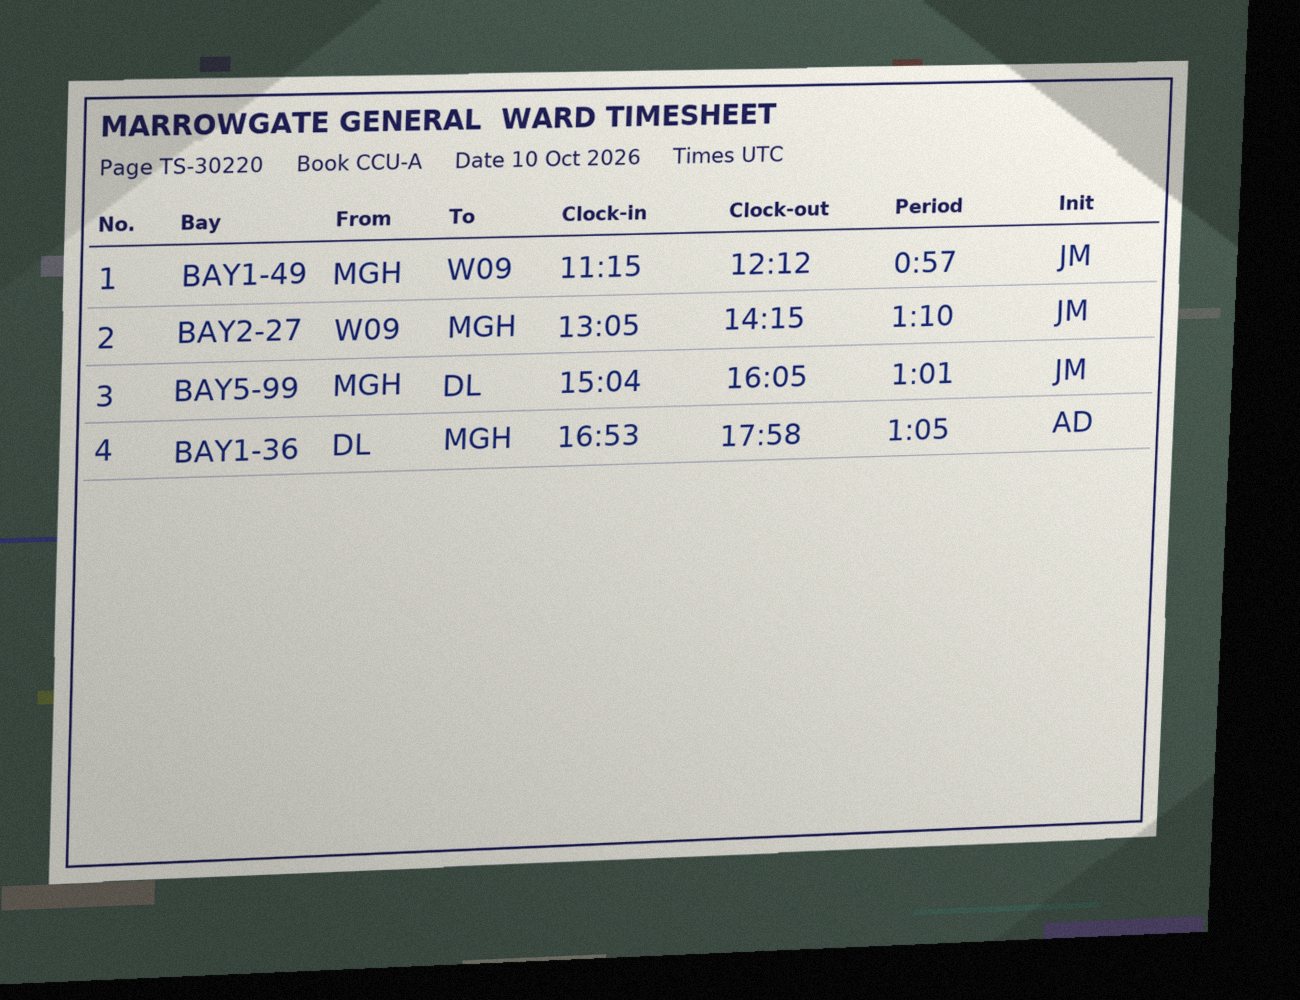 MARROWGATE GENERAL WARD TIMESHEET
Page TS-30220 Book CCU-A Date 10 Oct 2026 Times UTC
No. Bay From To Clock-in Clock-out Period Init
1 BAY1-49 MGH W09 11:15 12:12 0:57 JM
2 BAY2-27 W09 MGH 13:05 14:15 1:10 JM
3 BAY5-99 MGH DL 15:04 16:05 1:01 JM
4 BAY1-36 DL MGH 16:53 17:58 1:05 AD